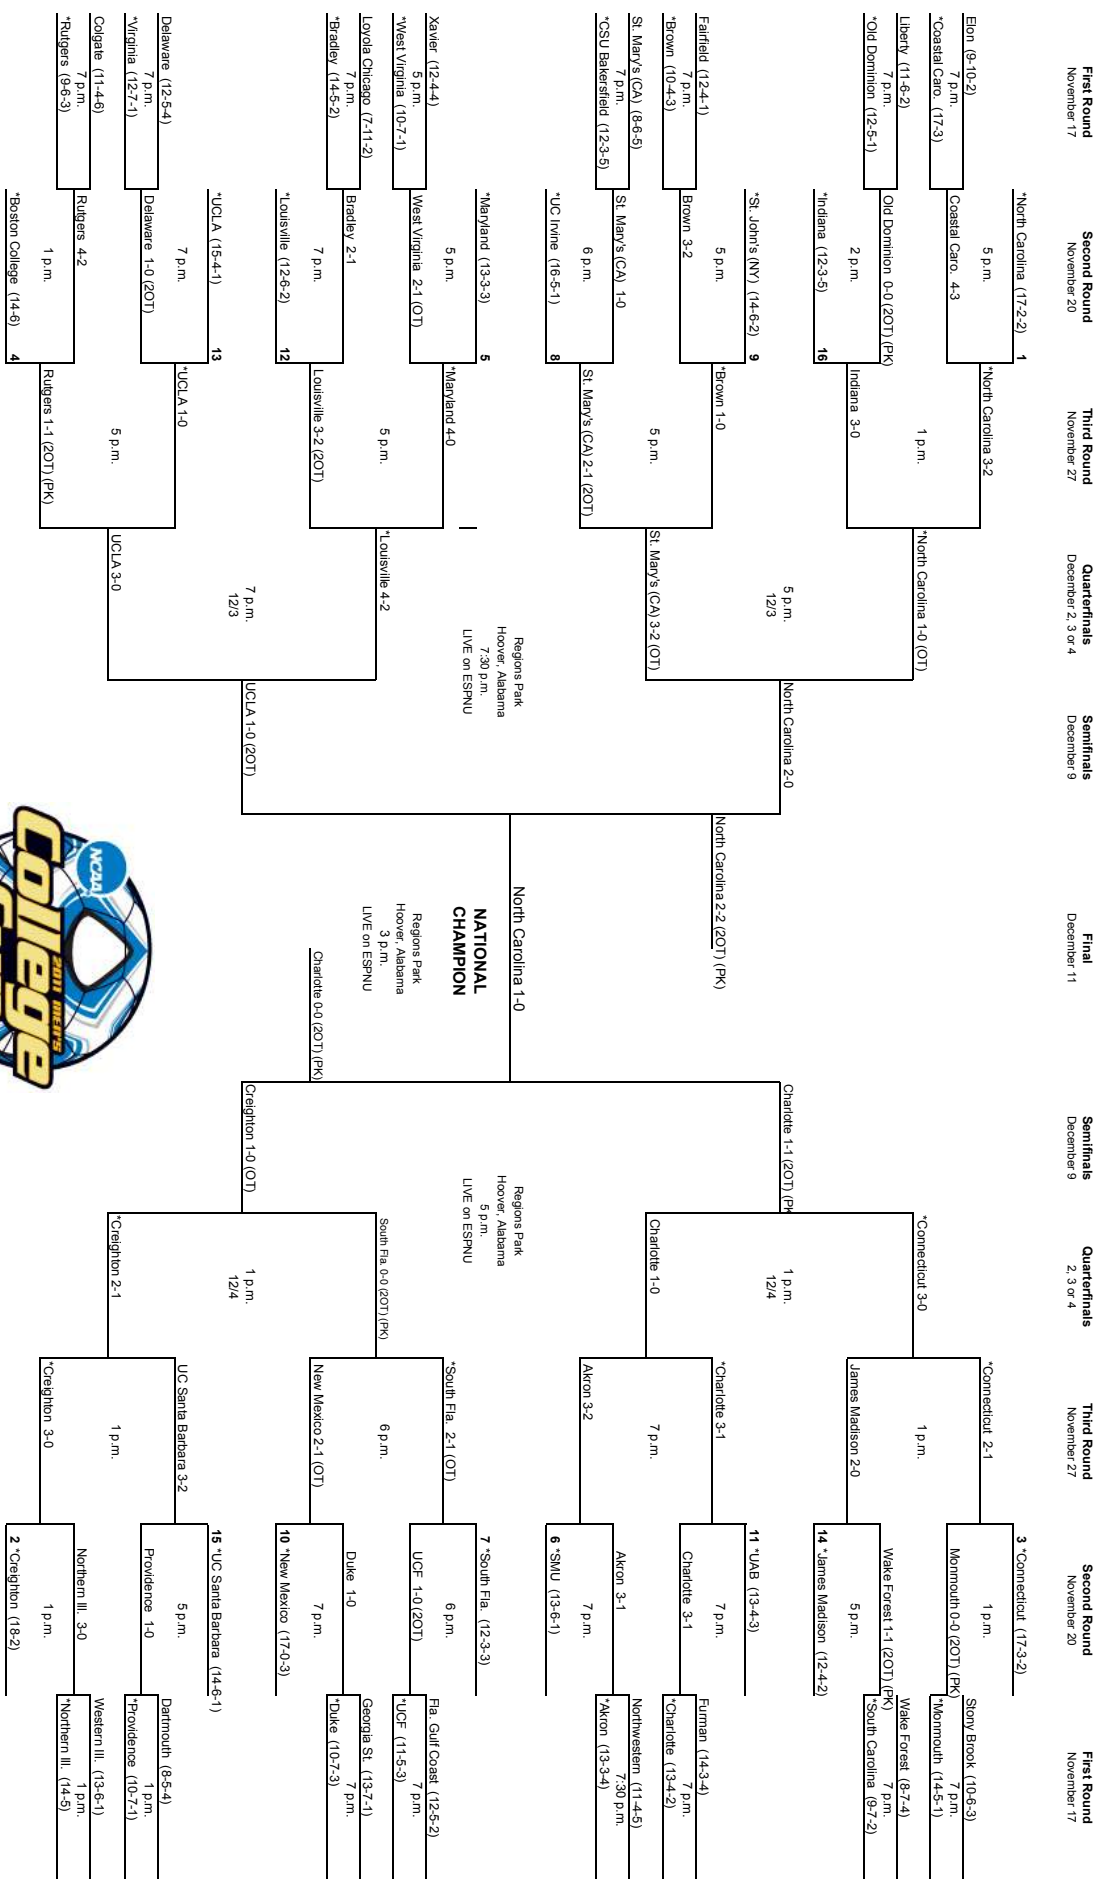 First Round
November 17
Second Round
November 20
Third Round
November 27
Quarterfinals
December 2, 3 or 4
Semifinals
December 9
Final
December 11
Semifinals
December 9
Quarterfinals
2, 3 or 4
Third Round
November 27
Second Round
November 20
First Round
November 17
Elon (9-10-2)
7 p.m.
*Coastal Caro. (17-3)
Liberty (11-6-2)
7 p.m.
*Old Dominion (12-5-1)
Fairfield (12-4-1)
7 p.m.
*Brown (10-4-3)
St. Mary's (CA) (8-6-5)
7 p.m.
*CSU Bakersfield (12-3-5)
Xavier (12-4-4)
5 p.m.
*West Virginia (10-7-1)
Loyola Chicago (7-11-2)
7 p.m.
*Bradley (14-5-2)
Delaware (12-5-4)
7 p.m.
*Virginia (12-7-1)
Colgate (11-4-6)
7 p.m.
*Rutgers (9-6-3)
*North Carolina (17-2-2) 1
5 p.m.
Coastal Caro. 4-3
Old Dominion 0-0 (2OT) (PK)
2 p.m.
*Indiana (12-3-5) 16
*St. John's (NY) (14-6-2) 9
5 p.m.
Brown 3-2
St. Mary's (CA) 1-0
6 p.m.
*UC Irvine (16-5-1) 8
*Maryland (13-3-3) 5
5 p.m.
West Virginia 2-1 (OT)
Bradley 2-1
7 p.m.
*Louisville (12-6-2) 12
*UCLA (15-4-1) 13
7 p.m.
Delaware 1-0 (2OT)
Rutgers 4-2
1 p.m.
*Boston College (14-6) 4
*North Carolina 3-2
1 p.m.
Indiana 3-0
*Brown 1-0
5 p.m.
St. Mary's (CA) 2-1 (2OT)
*Maryland 4-0
5 p.m.
Louisville 3-2 (2OT)
*UCLA 1-0
5 p.m.
Rutgers 1-1 (2OT) (PK)
*North Carolina 1-0 (OT)
5 p.m.
12/3
St. Mary's (CA) 3-2 (OT)
*Louisville 4-2
7 p.m.
12/3
UCLA 3-0
Regions Park
Hoover, Alabama
7:30 p.m.
LIVE on ESPNU
North Carolina 2-0
UCLA 1-0 (2OT)
North Carolina 2-2 (2OT) (PK)
North Carolina 1-0
NATIONAL
CHAMPION
Regions Park
Hoover, Alabama
3 p.m.
LIVE on ESPNU
Charlotte 0-0 (2OT) (PK)
NCAA
2011 MEN'S
College
Charlotte 1-1 (2OT) (PK
Creighton 1-0 (OT)
Regions Park
Hoover, Alabama
5 p.m.
LIVE on ESPNU
*Connecticut 3-0
1 p.m.
12/4
Charlotte 1-0
South Fla. 0-0 (2OT) (PK)
1 p.m.
12/4
*Creighton 2-1
*Connecticut 2-1
1 p.m.
James Madison 2-0
*Charlotte 3-1
7 p.m.
Akron 3-2
*South Fla. 2-1 (OT)
6 p.m.
New Mexico 2-1 (OT)
UC Santa Barbara 3-2
1 p.m.
*Creighton 3-0
3 *Connecticut (17-3-2)
1 p.m.
Monmouth 0-0 (2OT) (PK)
Wake Forest 1-1 (2OT) (PK)
5 p.m.
14 *James Madison (12-4-2)
11 *UAB (13-4-3)
7 p.m.
Charlotte 3-1
Akron 3-1
7 p.m.
6 *SMU (13-6-1)
7 *South Fla. (12-3-3)
6 p.m.
UCF 1-0 (2OT)
Duke 1-0
7 p.m.
10 *New Mexico (17-0-3)
15 *UC Santa Barbara (14-6-1)
5 p.m.
Providence 1-0
Northern Ill. 3-0
1 p.m.
2 *Creighton (18-2)
Stony Brook (10-6-3)
7 p.m.
*Monmouth (14-5-1)
Wake Forest (8-7-4)
7 p.m.
*South Carolina (9-7-2)
Furman (14-3-4)
7 p.m.
*Charlotte (13-4-2)
Northwestern (11-4-5)
7:30 p.m.
*Akron (13-3-4)
Fla. Gulf Coast (12-5-2)
7 p.m.
*UCF (11-5-3)
Georgia St. (13-7-1)
7 p.m.
*Duke (10-7-3)
Dartmouth (8-5-4)
1 p.m.
*Providence (10-7-1)
Western Ill. (13-6-1)
1 p.m.
*Northern Ill. (14-5)